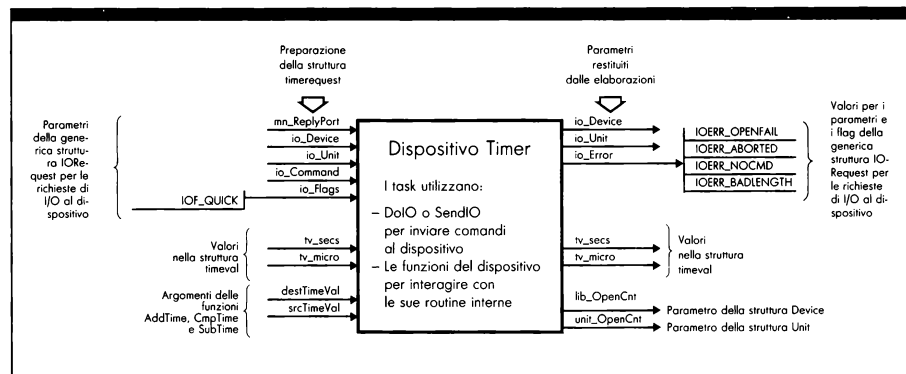 Preparazione
della struttura
timerequest
Parametri
restituiti
dalle elaborazioni
Parametri
della gene-
rica struttu-
ra IORe-
quest per le
richieste di
I/O al di-
spositivo
mn_ReplyPort
io_Device
io_Unit
io_Command
io_Flags
IOF_QUICK
Valori
nella struttura
timeval
tv_secs
tv_micro
Argomenti delle
funzioni
AddTime, CmpTime
e SubTime
destTimeVal
srcTimeVal
Dispositivo Timer
I task utilizzano:
– DoIO o SendIO
per inviare comandi
al dispositivo
– Le funzioni del dispositivo
per interagire con
le sue routine interne
io_Device
io_Unit
io_Error
IOERR_OPENFAIL
IOERR_ABORTED
IOERR_NOCMD
IOERR_BADLENGTH
Valori per i
parametri e
i flag della
generica
struttura IO-
Request per
le richieste
di I/O al di-
spositivo
tv_secs
tv_micro
Valori
nella struttura
timeval
lib_OpenCnt
Parametro della struttura Device
unit_OpenCnt
Parametro della struttura Unit